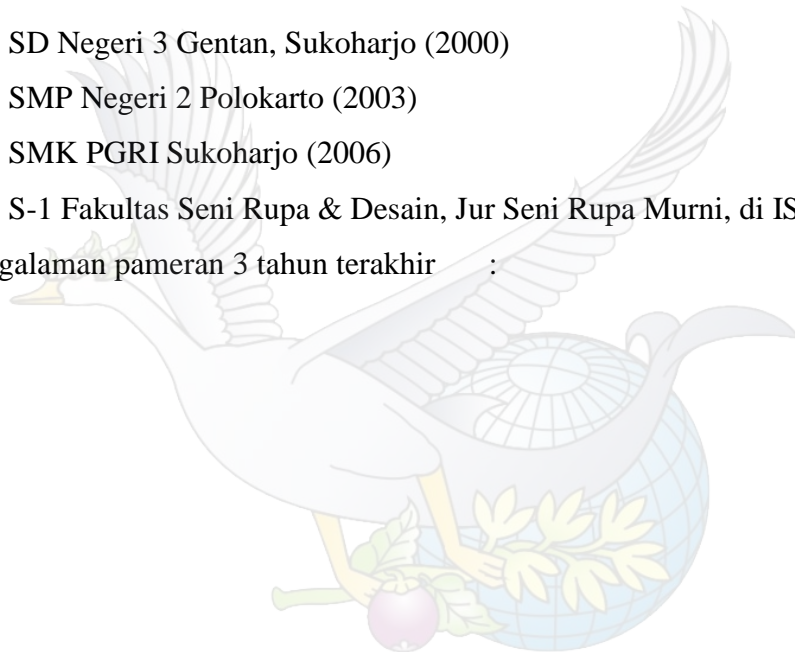 SD Negeri 3 Gentan, Sukoharjo (2000)
SMP Negeri 2 Polokarto (2003)
SMK PGRI Sukoharjo (2006)
S-1 Fakultas Seni Rupa & Desain, Jur Seni Rupa Murni, di
galaman pameran 3 tahun terakhir :